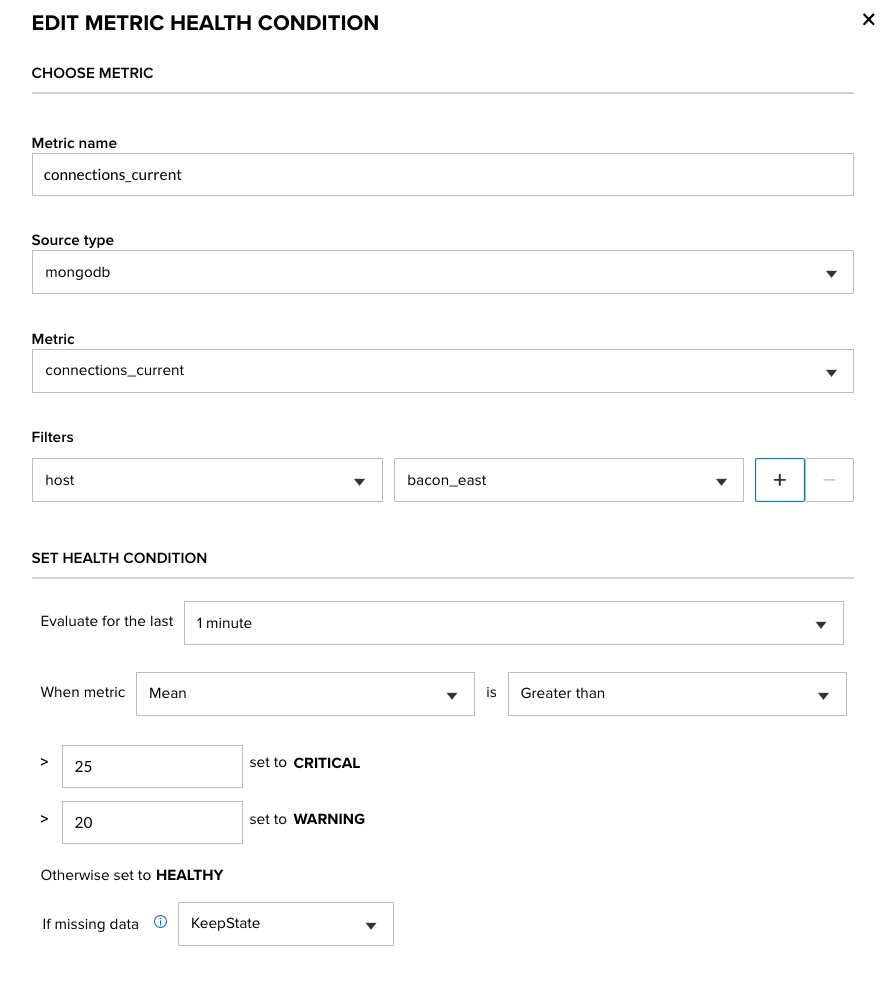 EDIT METRIC HEALTH CONDITION
CHOOSE METRIC
Metric name
connections_current
Source type
mongodb
Metric
connections_current
Filters
host bacon_east + −
SET HEALTH CONDITION
Evaluate for the last 1 minute
When metric Mean is Greater than
> 25 set to CRITICAL
> 20 set to WARNING
Otherwise set to HEALTHY
If missing data KeepState